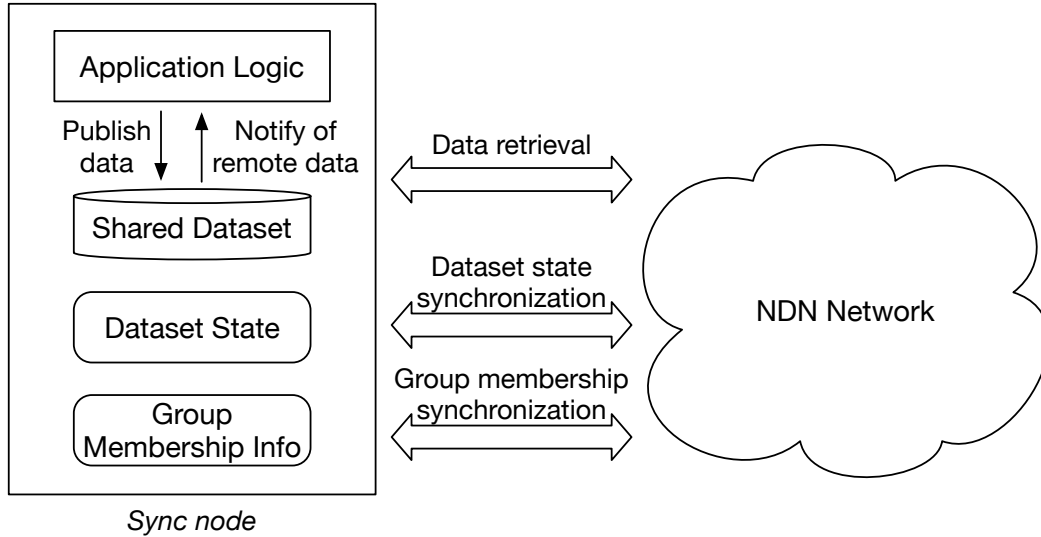 Application Logic
Publish
data
Notify of
remote data
Shared Dataset
Dataset State
Group
Membership Info
Sync node
Data retrieval
Dataset state
synchronization
Group membership
synchronization
NDN Network